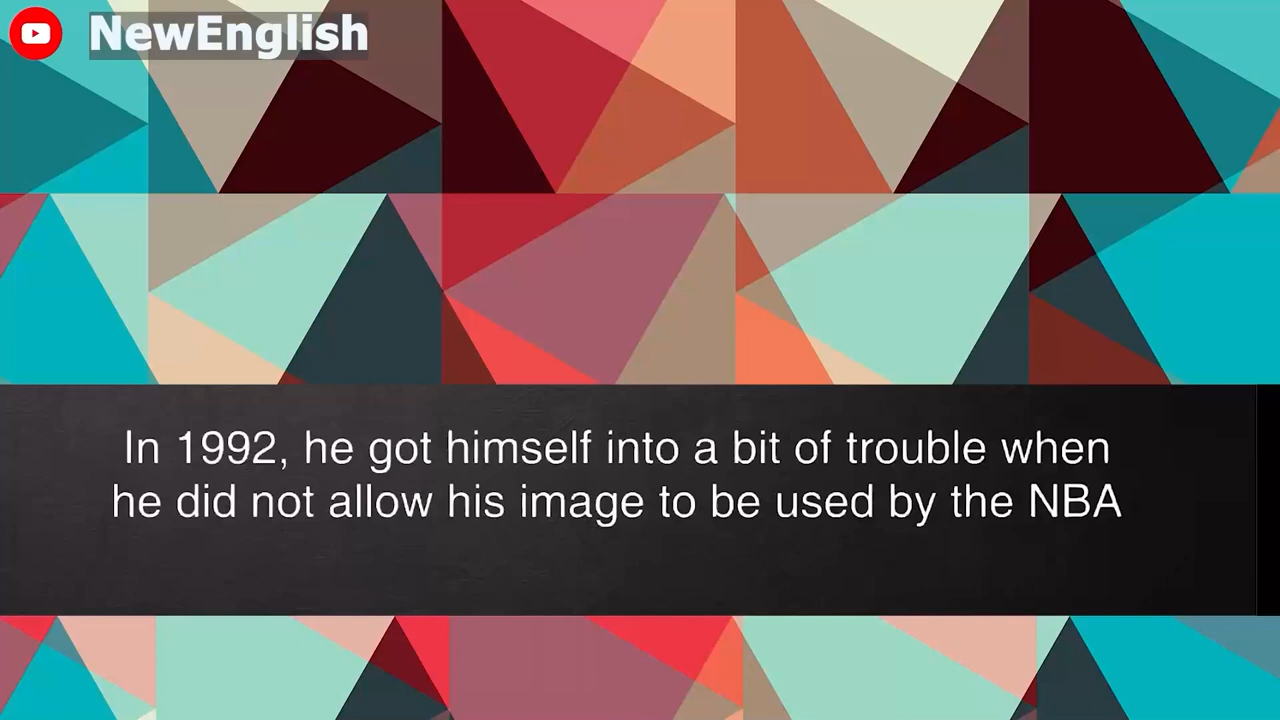 NewEnglish
In 1992, he got himself into a bit of trouble when
he did not allow his image to be used by the NBA